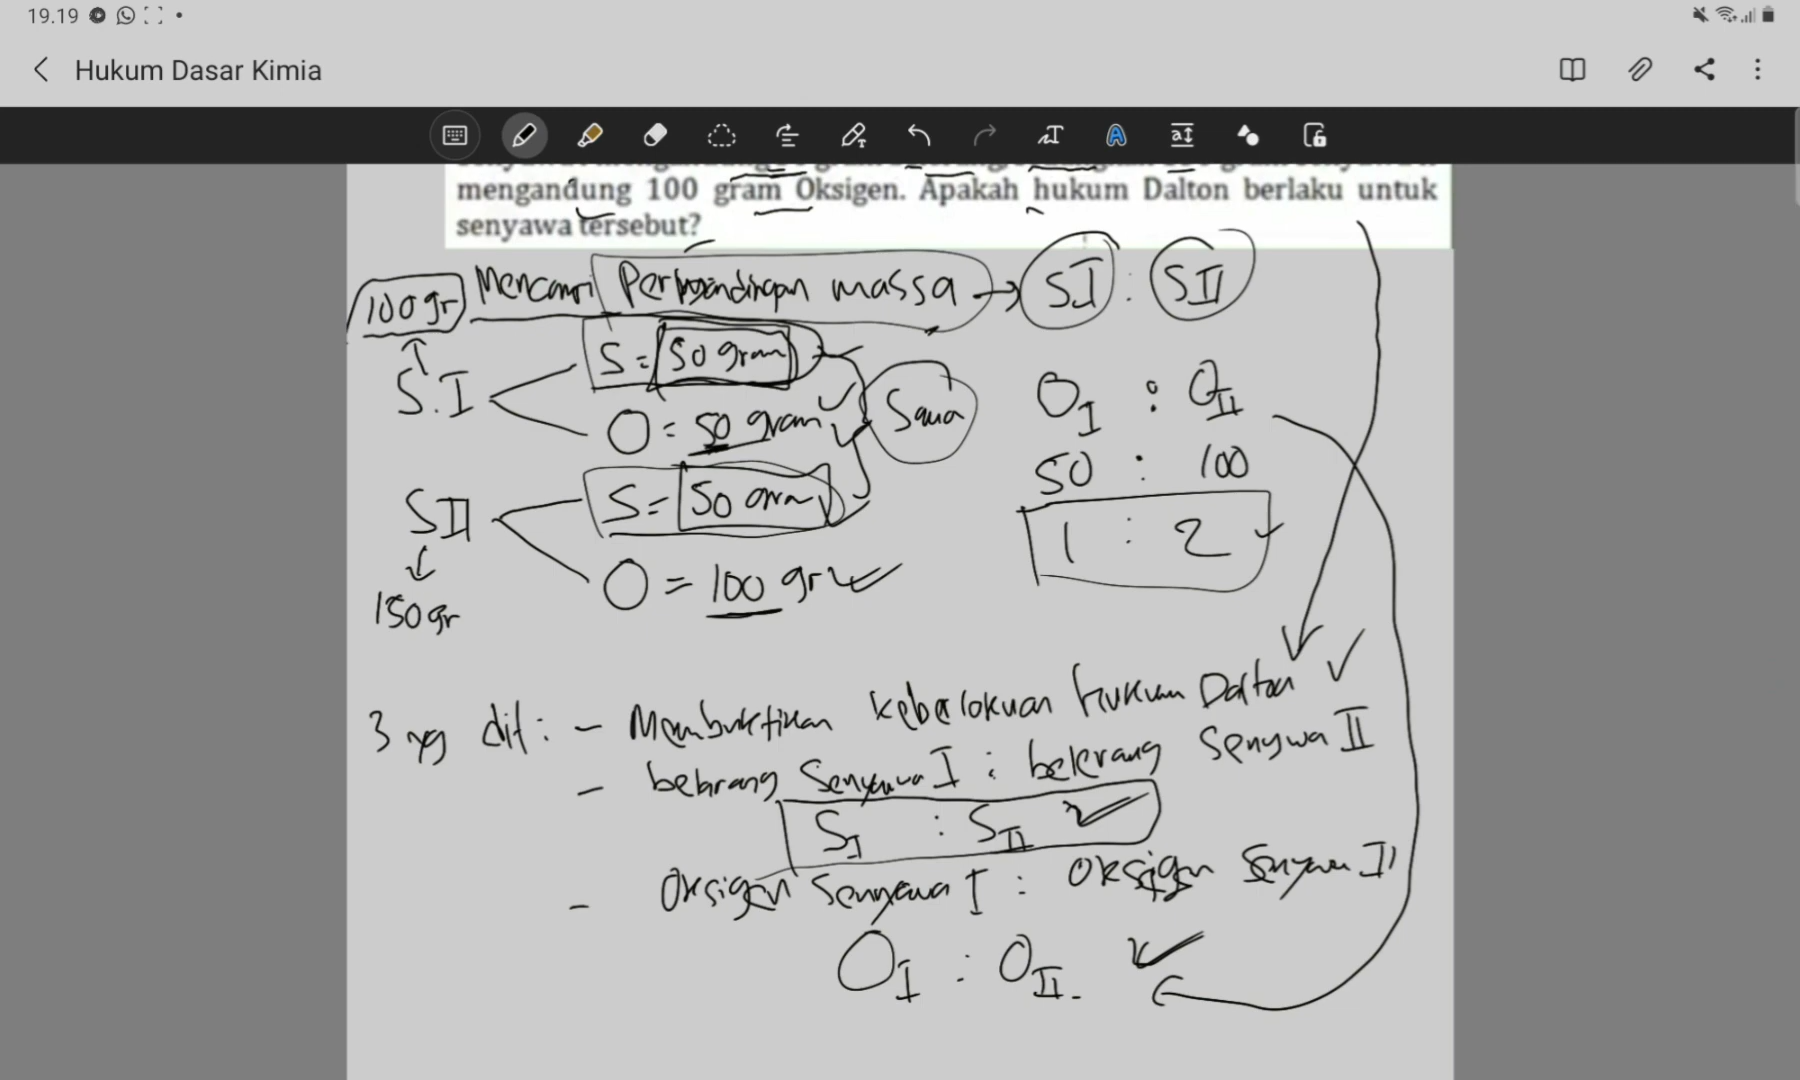 19.19
Hukum Dasar Kimia
mengandung 100 gram Oksigen. Apakah hukum Dalton berlaku untuk
senyawa tersebut?
100 gr Mencari Perbandingan massa → SI : SII
S.I
S = 50 gram
O = 50 gram
Sama
SII
S = 50 gram
O = 100 gr
150 gr
OI : OII
50 : 100
1 : 2
3 yg dit : - Membuktikan keberlakuan hukum Dalton
- belerang Senyawa I : belerang Senyawa II
SI : SII
- Oksigen Senyawa I : Oksigen Senyawa II
OI : OII